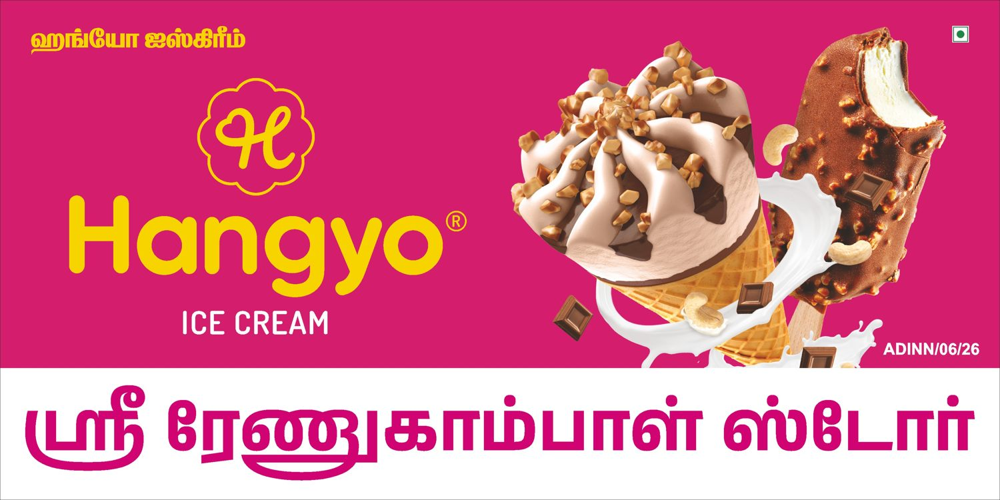 ஹங்யோ ஐஸ்கிரீம்
H
Hangyo®
ICE CREAM
ADINN/06/26
ஸ்ரீ ரேணுகாம்பாள் ஸ்டோர்